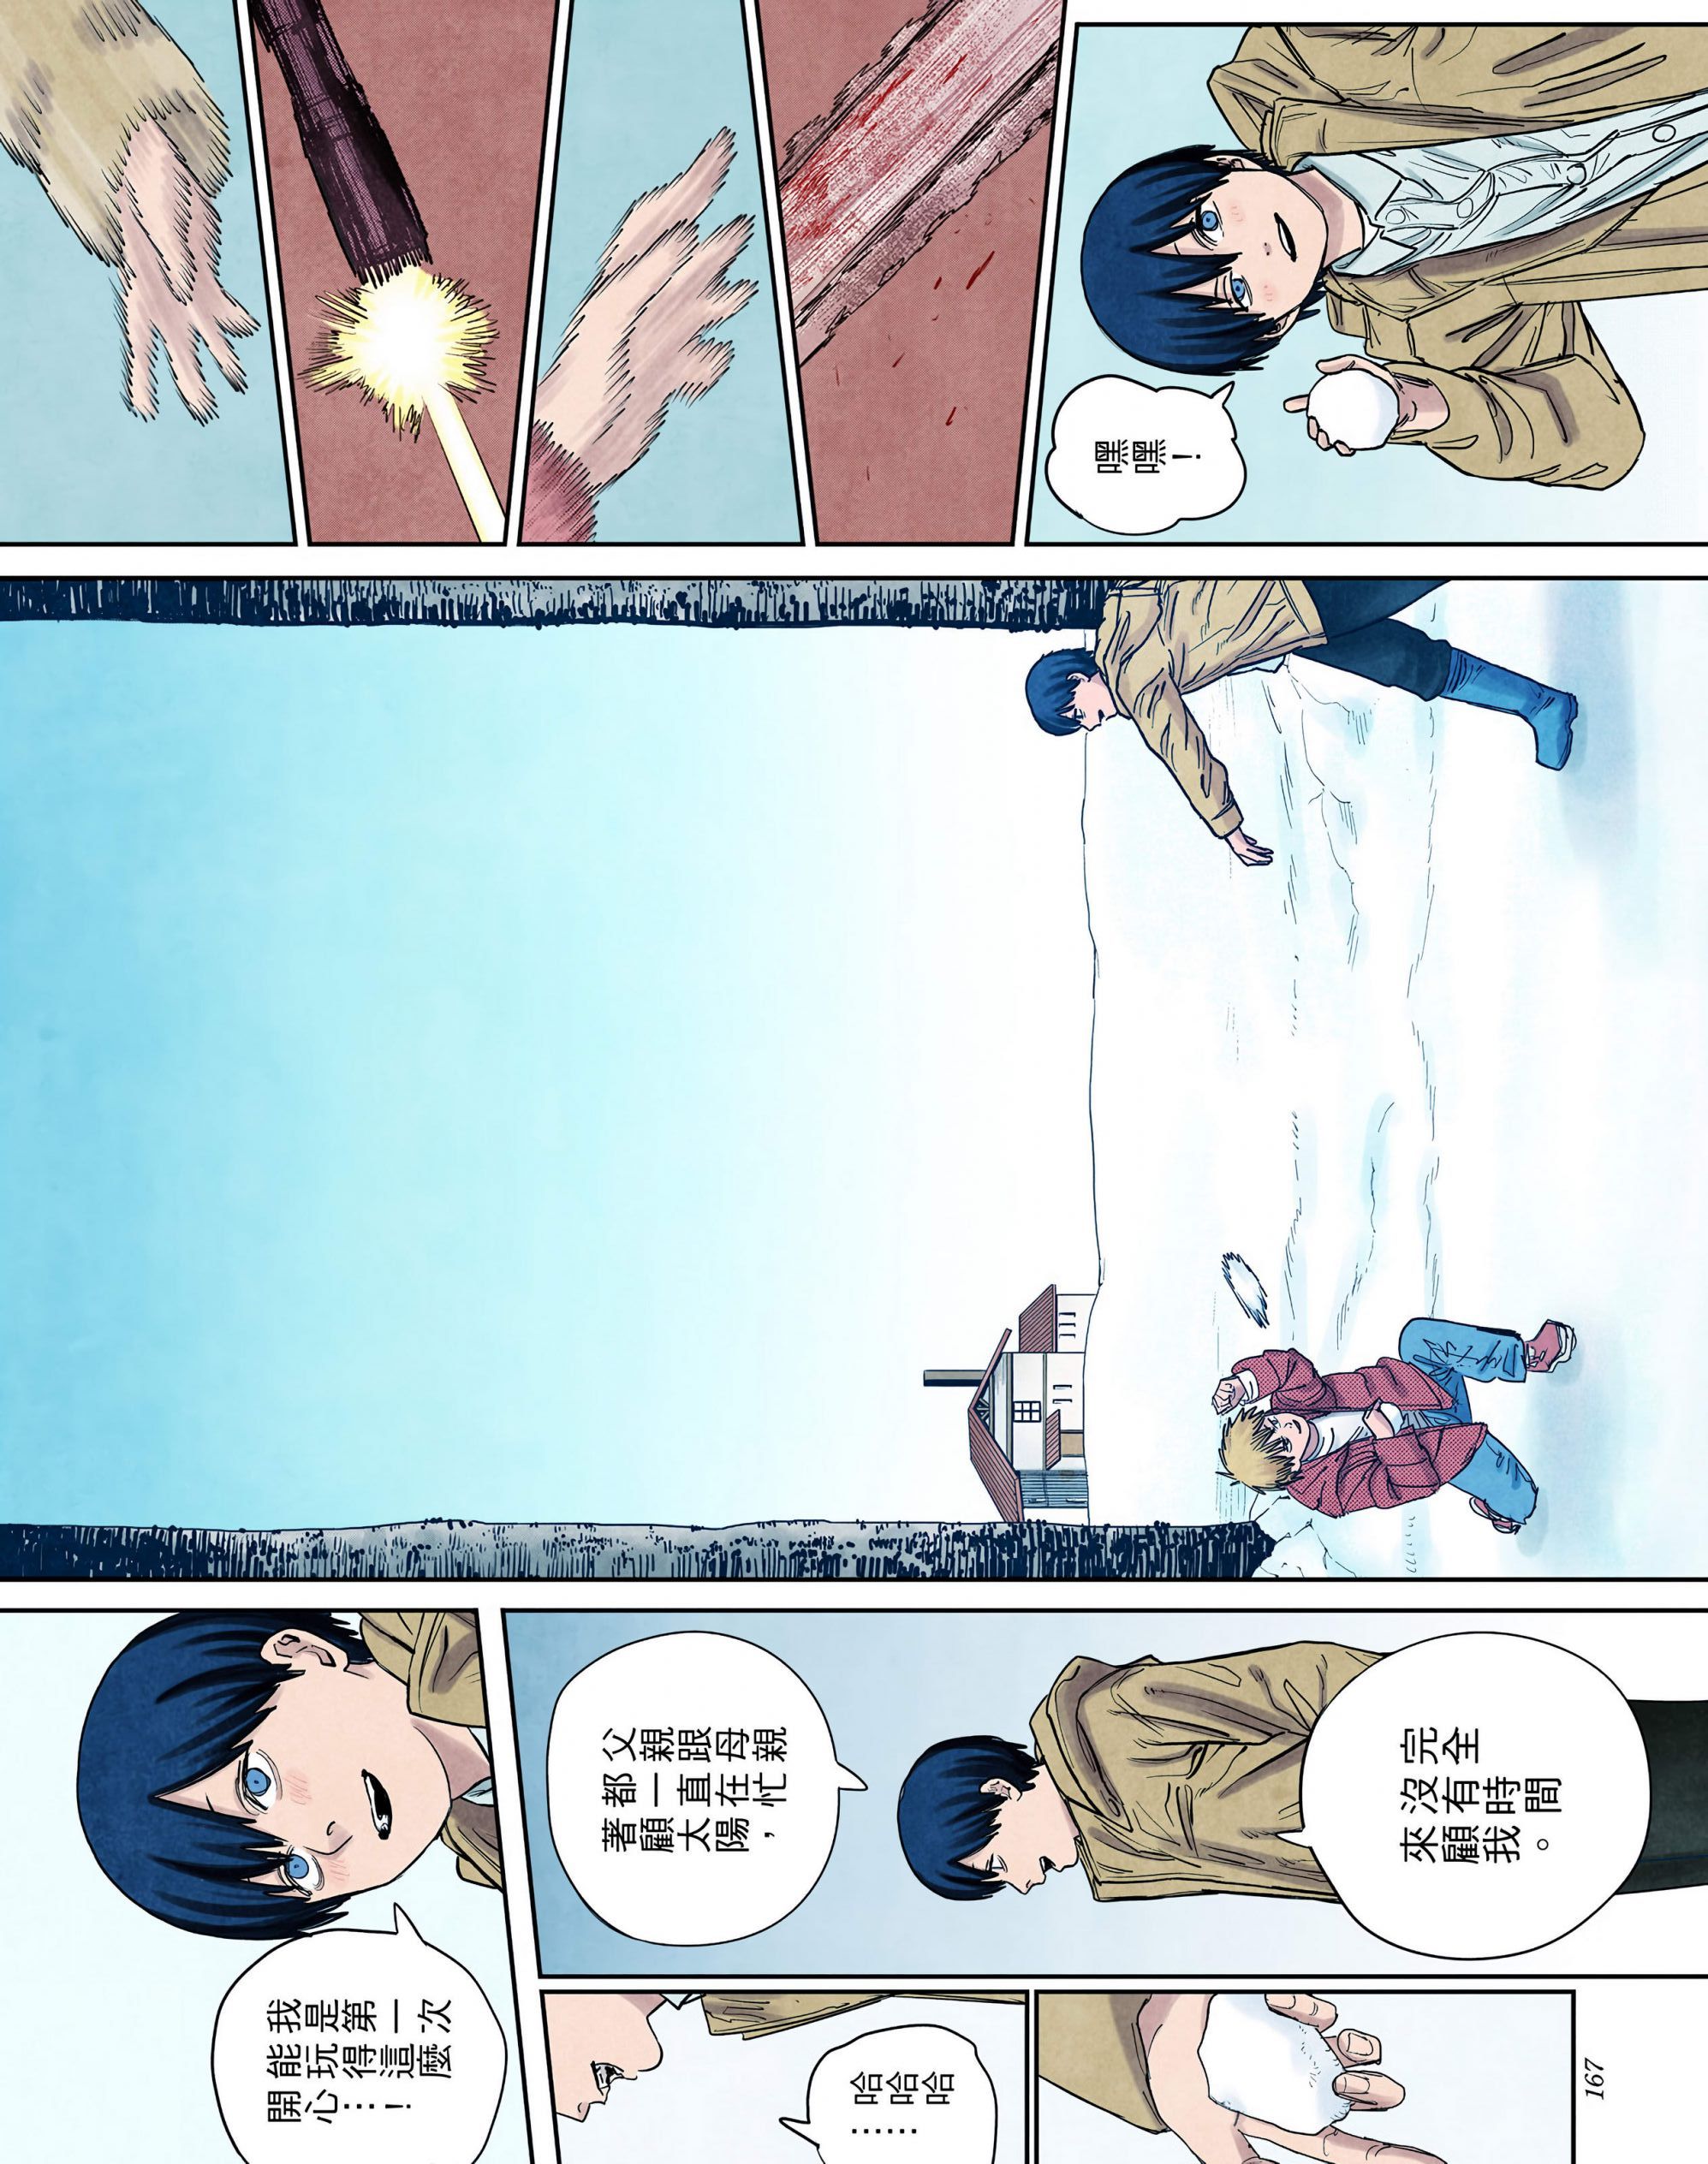 嘿嘿！
我是第一次
能玩得這麼
開心…！
父親跟母親
都一直在忙
著顧太陽，
完全
沒有時間
來顧我。
哈哈哈
……
167